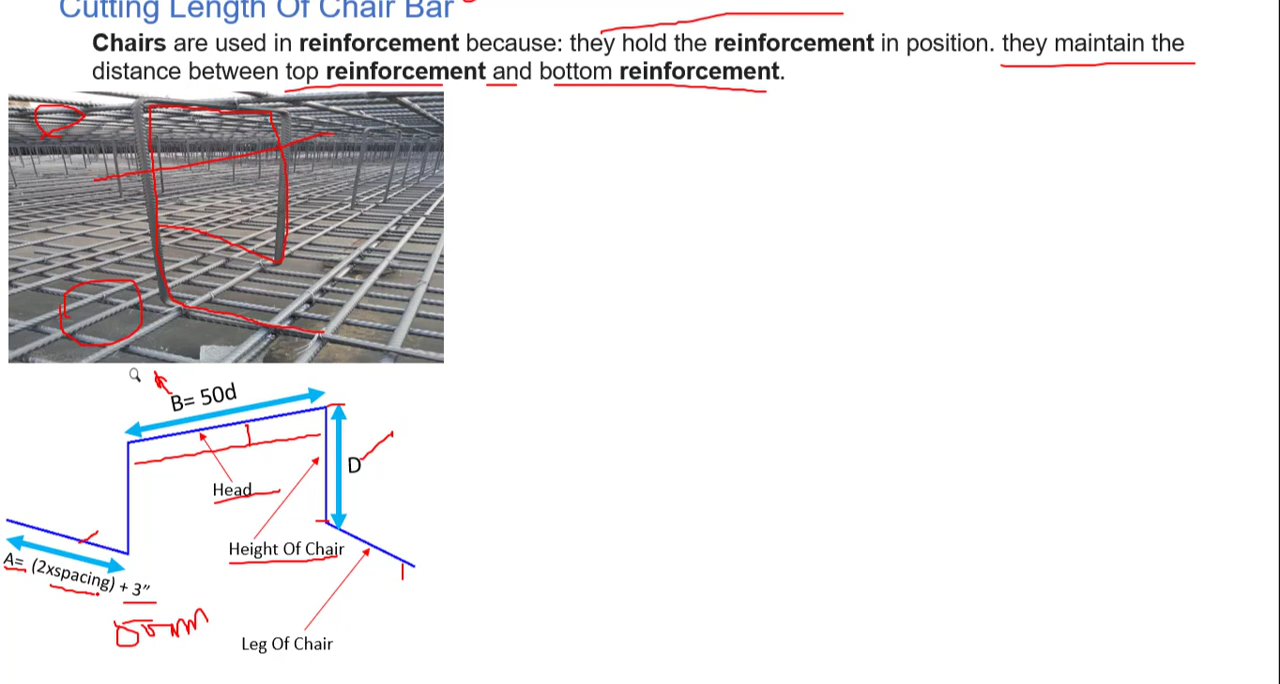 Cutting Length Of Chair Bar
Chairs are used in reinforcement because: they hold the reinforcement in position. they maintain the
distance between top reinforcement and bottom reinforcement.
B= 50d
D
Head
Height Of Chair
A= (2xspacing) + 3"
Leg Of Chair